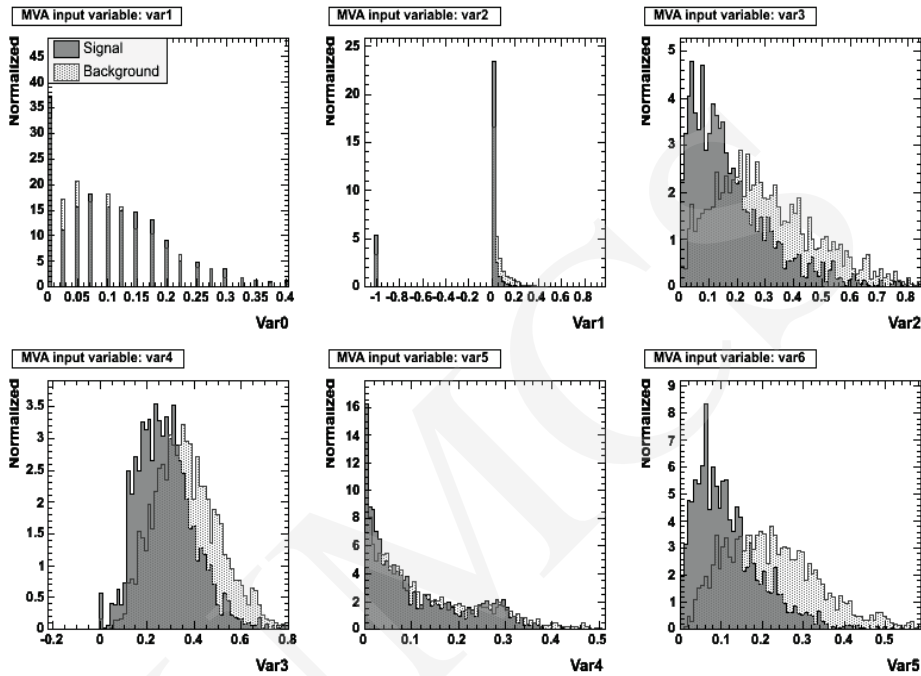 MVA input variable: var1
Normalized
Signal
Background
45
40
35
30
25
20
15
10
5
0
0 0.05 0.1 0.15 0.2 0.25 0.3 0.35 0.4
Var0
MVA input variable: var2
Normalized
25
20
15
10
5
0
-1 -0.8 -0.6 -0.4 -0.2 0 0.2 0.4 0.6 0.8
Var1
MVA input variable: var3
Normalized
5
4
3
2
1
0
0 0.1 0.2 0.3 0.4 0.5 0.6 0.7 0.8
Var2
MVA input variable: var4
Normalized
3.5
3
2.5
2
1.5
1
0.5
0
-0.2 0 0.2 0.4 0.6 0.8
Var3
MVA input variable: var5
Normalized
16
14
12
10
8
6
4
2
0
0 0.1 0.2 0.3 0.4 0.5
Var4
MVA input variable: var6
Normalized
9
8
7
6
5
4
3
2
1
0
0 0.1 0.2 0.3 0.4 0.5
Var5